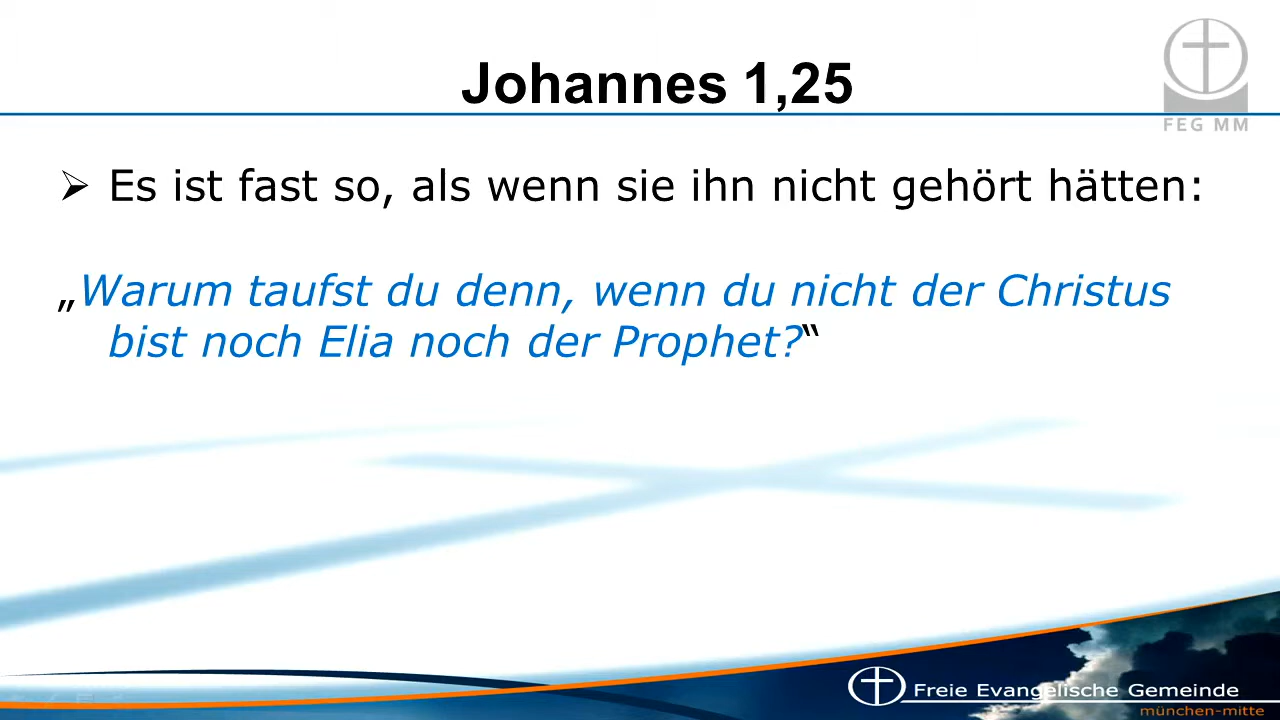 Johannes 1,25
FEG MM
➢ Es ist fast so, als wenn sie ihn nicht gehört hätten:
„Warum taufst du denn, wenn du nicht der Christus
bist noch Elia noch der Prophet?“
Freie Evangelische Gemeinde
münchen-mitte